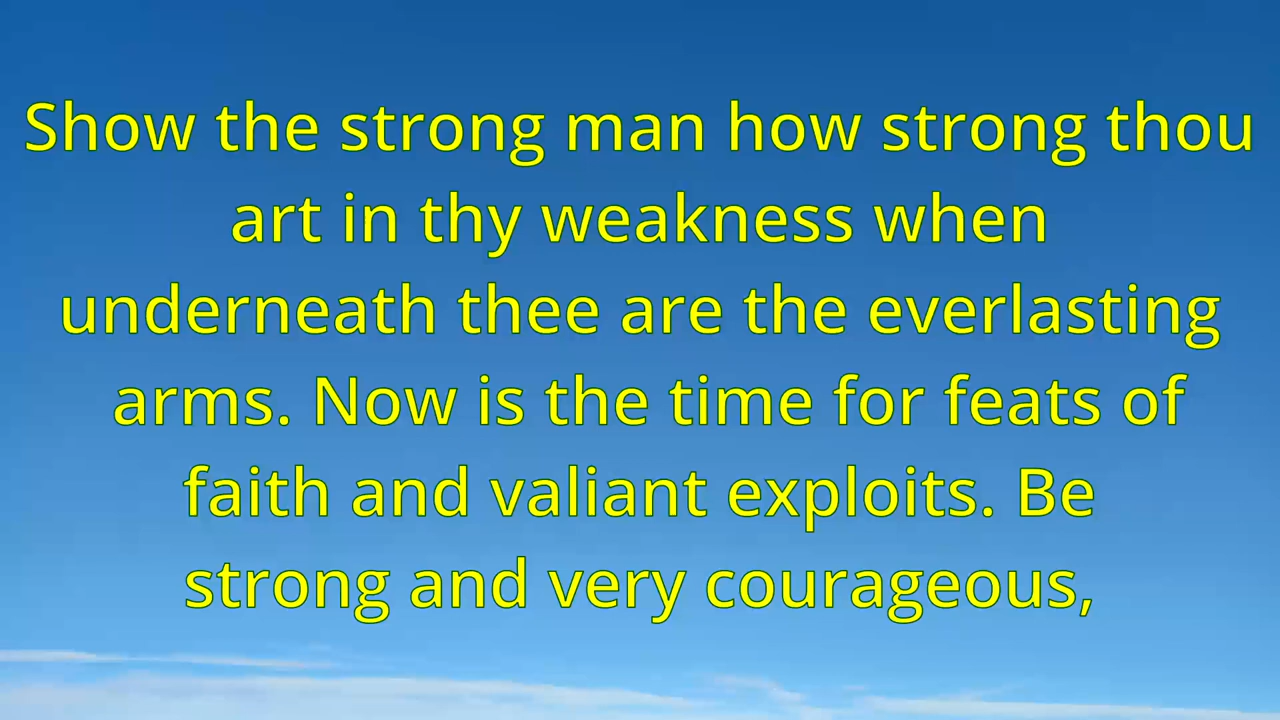 Show the strong man how strong thou
art in thy weakness when
underneath thee are the everlasting
arms. Now is the time for feats of
faith and valiant exploits. Be
strong and very courageous,